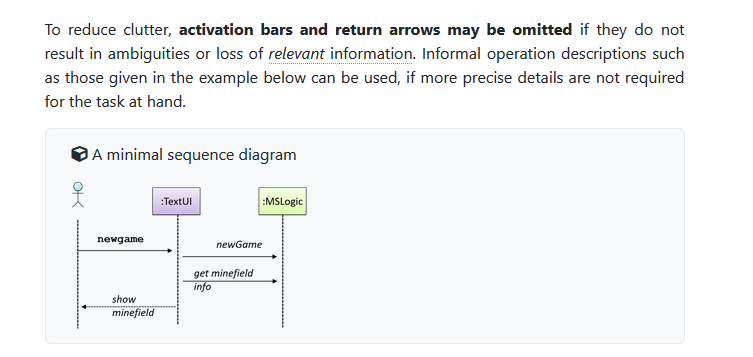 To reduce clutter, activation bars and return arrows may be omitted if they do not
result in ambiguities or loss of relevant information. Informal operation descriptions such
as those given in the example below can be used, if more precise details are not required
for the task at hand.
A minimal sequence diagram
:TextUI
:MSLogic
newgame
newGame
get minefield
info
show
minefield